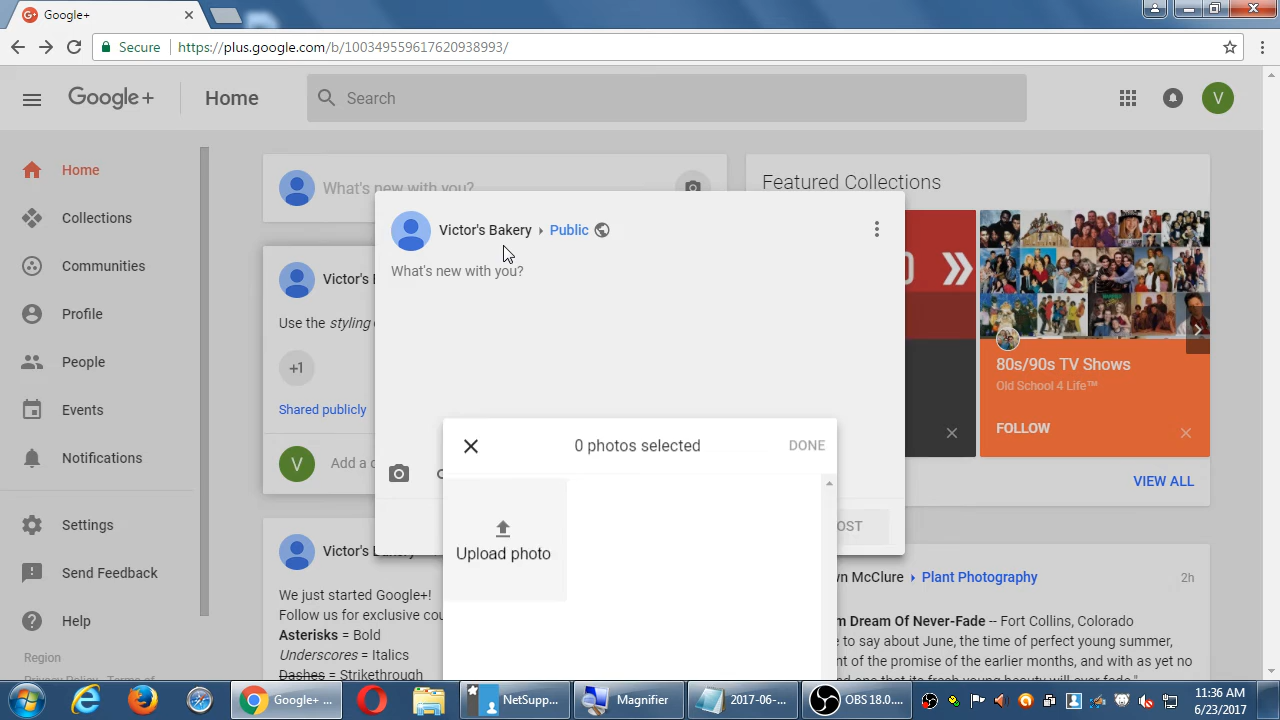 Google+
Secure
https://plus.google.com/b/100349559617620938993/
Google+
Home
Search
V
Home
Collections
Communities
Profile
People
Events
Notifications
Settings
Send Feedback
Help
Region
What's new with you?
Use the styling
+1
Shared publicly
V
Add a c
Victor's Bakery
We just started Google+!
Follow us for exclusive cou
Asterisks = Bold
Underscores = Italics
Dashes = Strikethrough
Victor's Bakery
Public
What's new with you?
0 photos selected
DONE
Upload photo
OST
Featured Collections
80s/90s TV Shows
Old School 4 Life™
FOLLOW
VIEW ALL
wn McClure
Plant Photography
2h
m Dream Of Never-Fade -- Fort Collins, Colorado
e to say about June, the time of perfect young summer,
nt of the promise of the earlier months, and with as yet no
Google+ ...
NetSupp...
Magnifier
2017-06-...
OBS 18.0....
11:36 AM
6/23/2017